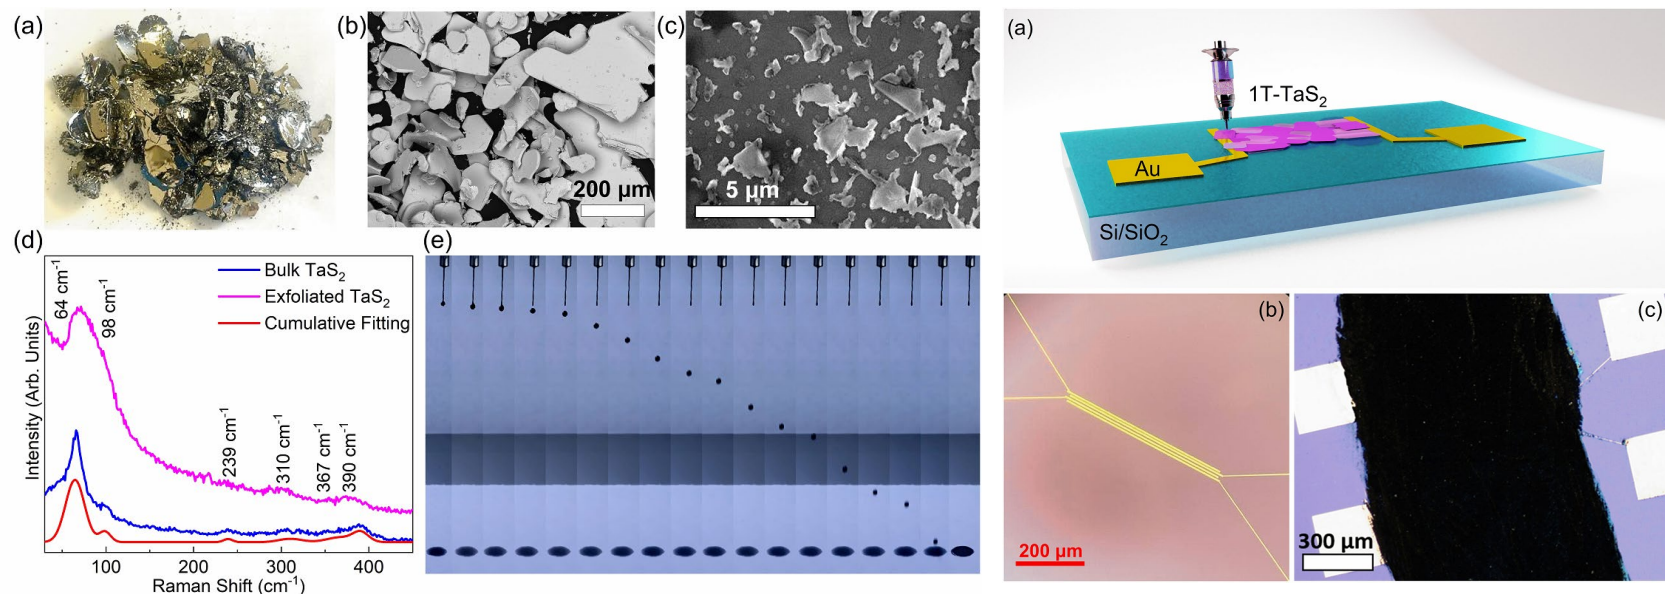 (a)
(b)
200 µm
(c)
5 µm
(d)
64 cm⁻¹
98 cm⁻¹
Bulk TaS₂
Exfoliated TaS₂
Cumulative Fitting
239 cm⁻¹
310 cm⁻¹
367 cm⁻¹
390 cm⁻¹
Intensity (Arb. Units)
100
200
300
400
Raman Shift (cm⁻¹)
(e)
(a)
1T-TaS₂
Au
Si/SiO₂
(b)
200 µm
(c)
300 µm